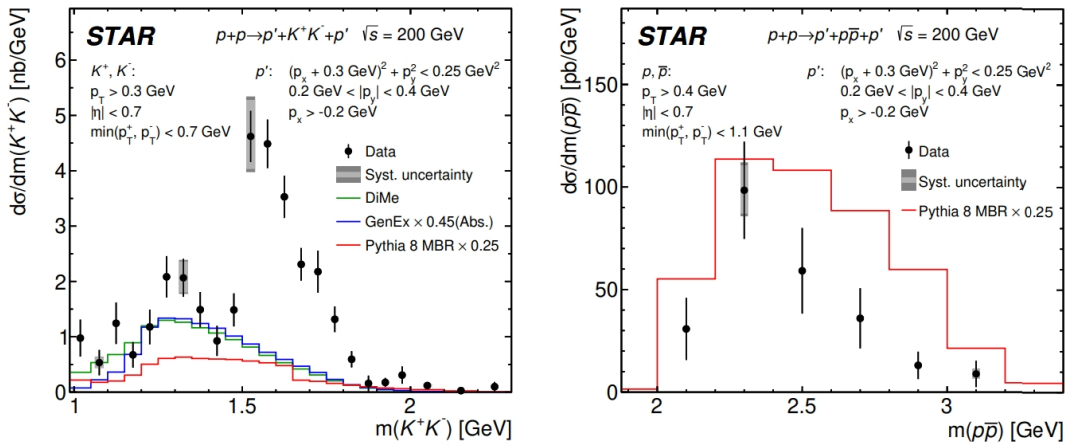 STAR p+p→p'+K⁺K⁻+p' √s = 200 GeV
K⁺, K⁻:
p_T > 0.3 GeV
|η| < 0.7
min(p_T⁺, p_T⁻) < 0.7 GeV
p': (p_x + 0.3 GeV)² + p_y² < 0.25 GeV²
0.2 GeV < |p_y| < 0.4 GeV
p_x > -0.2 GeV
Data
Syst. uncertainty
DiMe
GenEx × 0.45(Abs.)
Pythia 8 MBR × 0.25
dσ/dm(K⁺K⁻) [nb/GeV]
6
5
4
3
2
1
0
1 1.5 2
m(K⁺K⁻) [GeV]
STAR p+p→p'+pp̅+p' √s = 200 GeV
p, p̅:
p_T > 0.4 GeV
|η| < 0.7
min(p_T⁺, p_T⁻) < 1.1 GeV
p': (p_x + 0.3 GeV)² + p_y² < 0.25 GeV²
0.2 GeV < |p_y| < 0.4 GeV
p_x > -0.2 GeV
Data
Syst. uncertainty
Pythia 8 MBR × 0.25
dσ/dm(pp̅) [pb/GeV]
150
100
50
0
2 2.5 3
m(pp̅) [GeV]